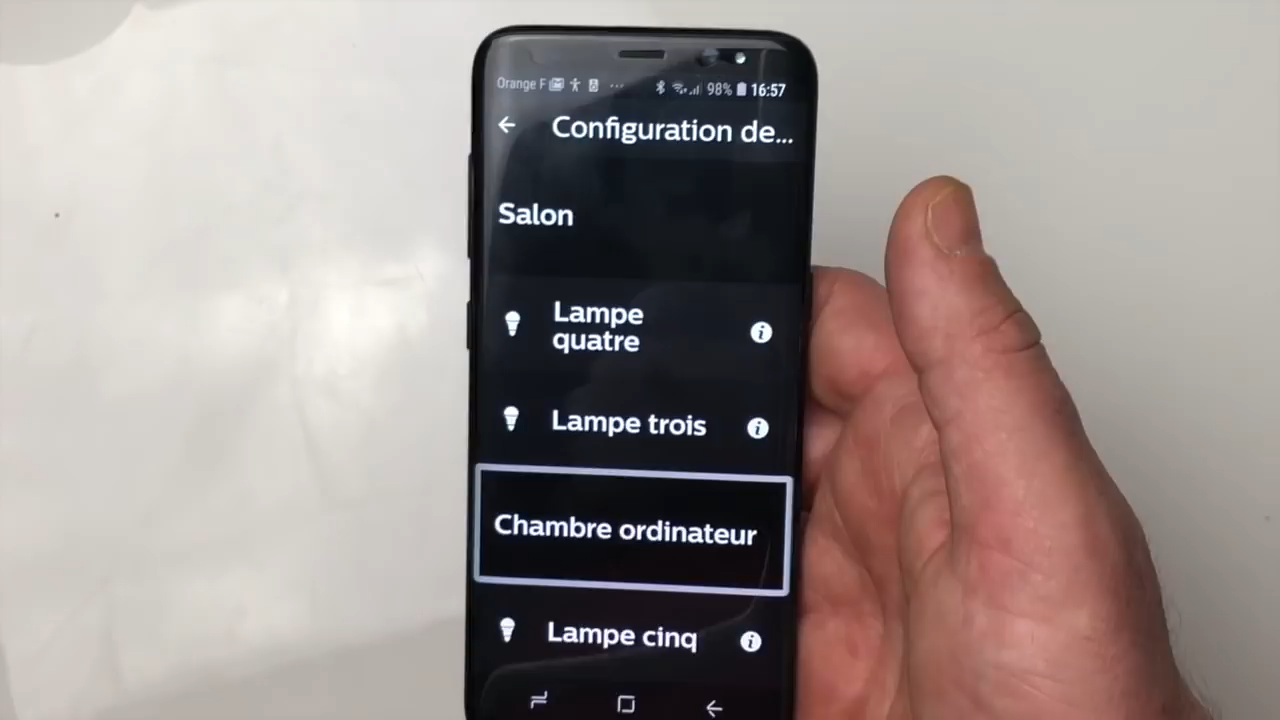 Orange F
98% 16:57
Configuration de...
Salon
Lampe
quatre
Lampe trois
Chambre ordinateur
Lampe cinq